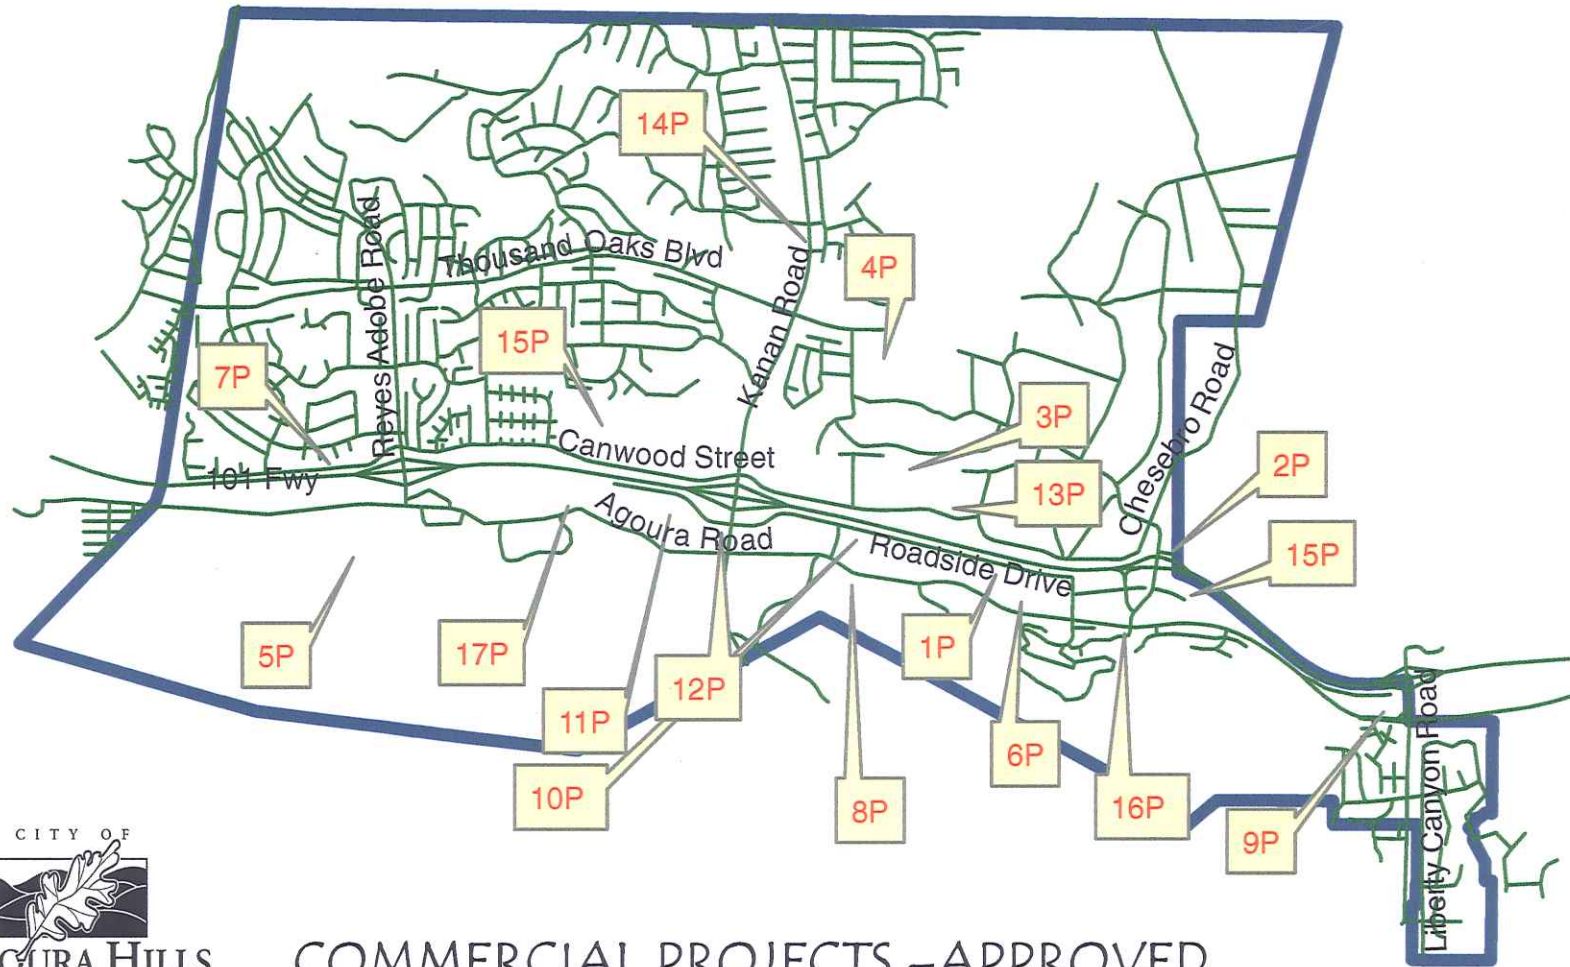 14P
4P
Reyes Adobe Road
Thousand Oaks Blvd
Kanan Road
15P
7P
Chesebro Road
3P
Canwood Street
2P
101 Fwy
13P
Agoura Road
Roadside Drive
15P
5P
17P
1P
12P
11P
6P
10P
8P
16P
9P
Liberty Canyon Road
CITY OF
GOURA HILLS
COMMERCIAL PROJECTS -APPROVED